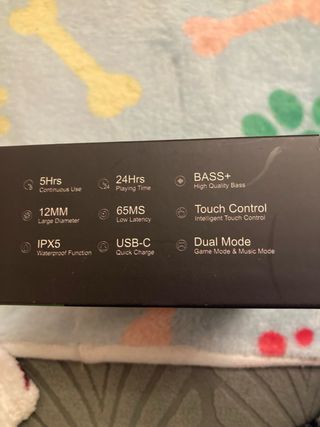 5Hrs
Continuous Use
24Hrs
Playing Time
BASS+
High Quality Bass
12MM
Large Diameter
65MS
Low Latency
Touch Control
Intelligent Touch Control
IPX5
Waterproof Function
USB-C
Quick Charge
Dual Mode
Game Mode & Music Mode